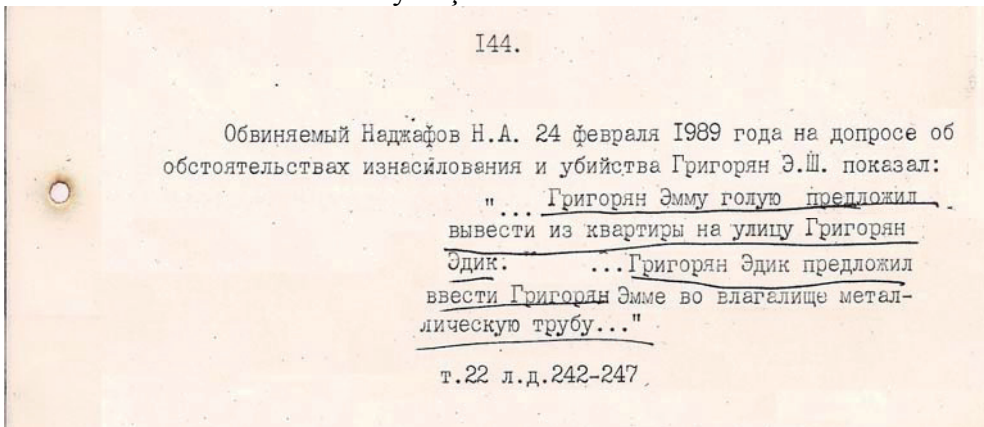 I44.
Обвиняемый Наджафов Н.А. 24 февраля I989 года на допросе об
обстоятельствах изнасилования и убийства Григорян Э.Ш. показал:
"... Григорян Эмму голую предложил
вывести из квартиры на улицу Григорян
Эдик." ...Григорян Эдик предложил
ввести Григорян Эмме во влагалище метал-
лическую трубу..."
т.22 л.д.242-247